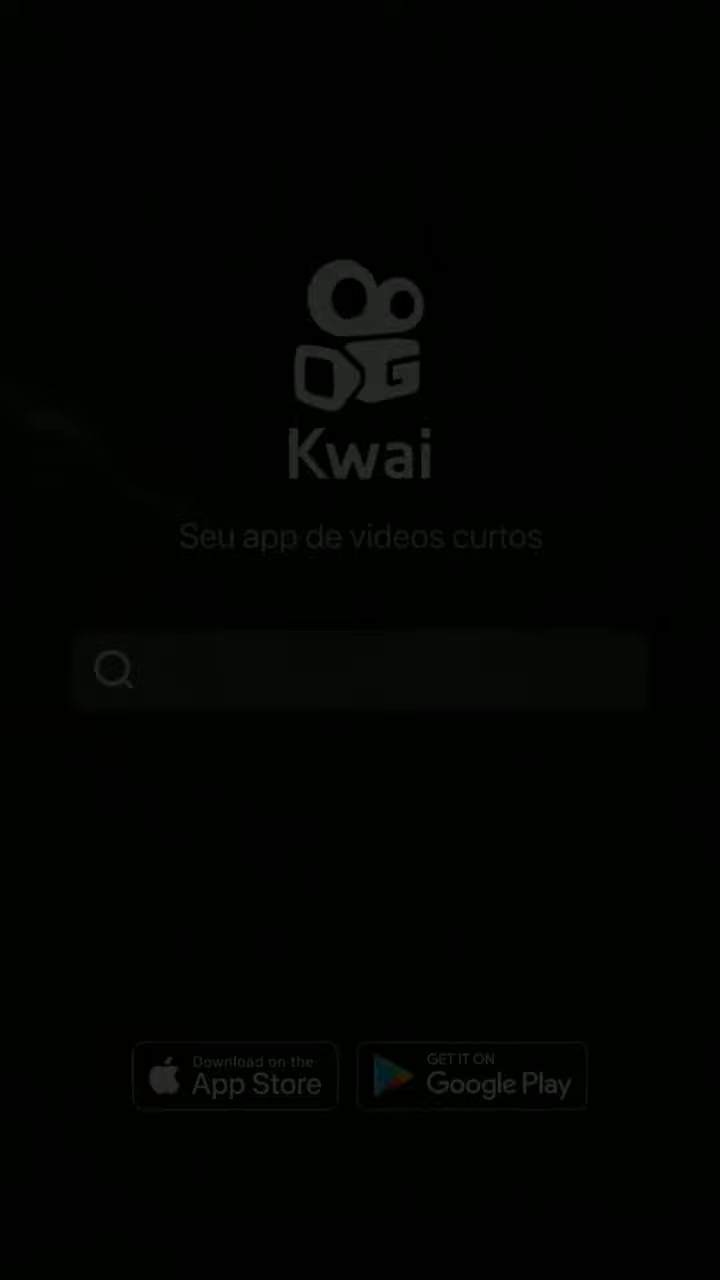 Kwai
Seu app de videos curtos
Download on the
App Store
GET IT ON
Google Play